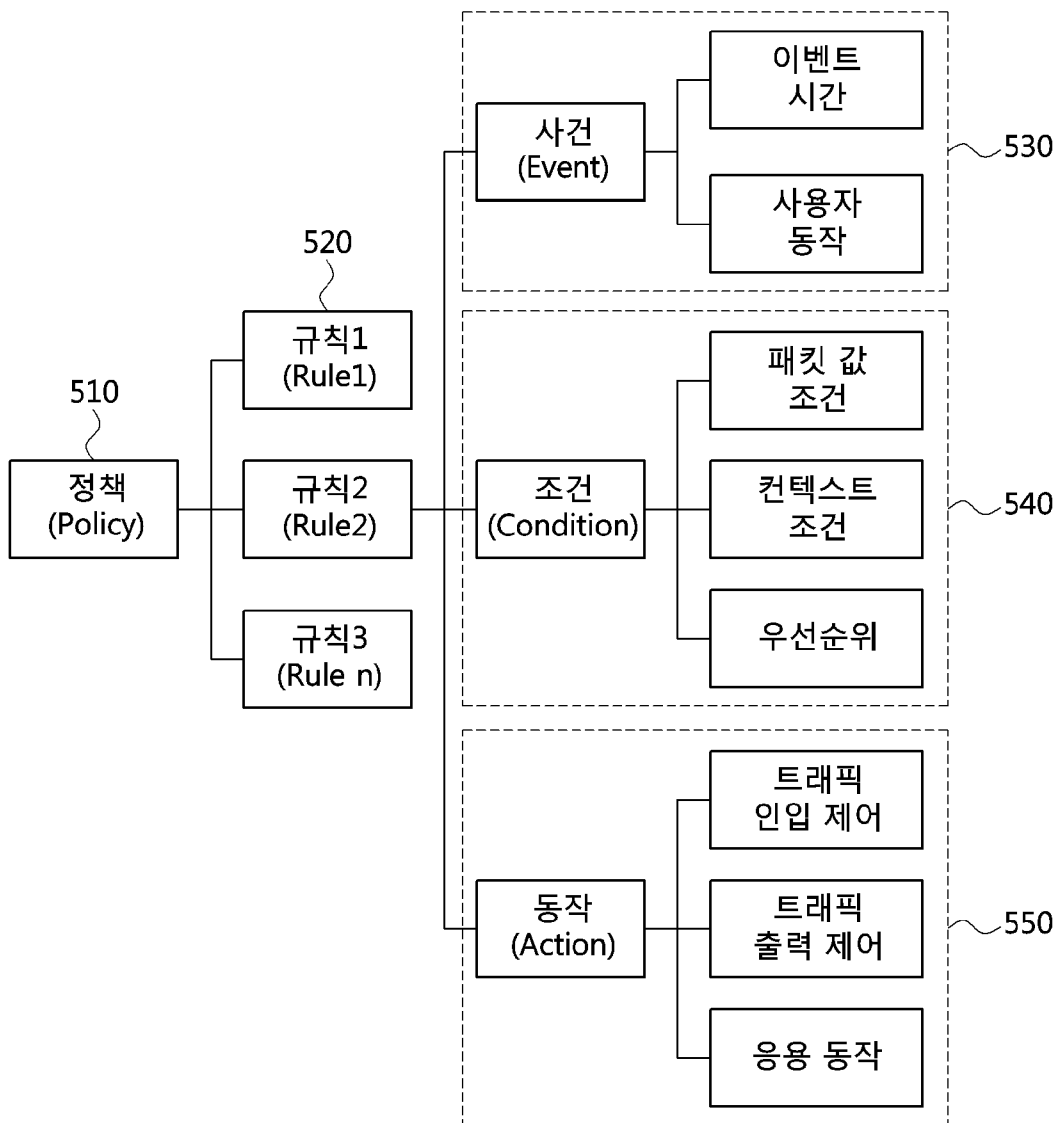 이벤트
시간
사건
(Event)
530
사용자
동작
520
규칙1
(Rule1)
패킷 값
조건
510
정책
(Policy)
규칙2
(Rule2)
조건
(Condition)
컨텍스트
조건
540
규칙3
(Rule n)
우선순위
트래픽
인입 제어
동작
(Action)
트래픽
출력 제어
550
응용 동작